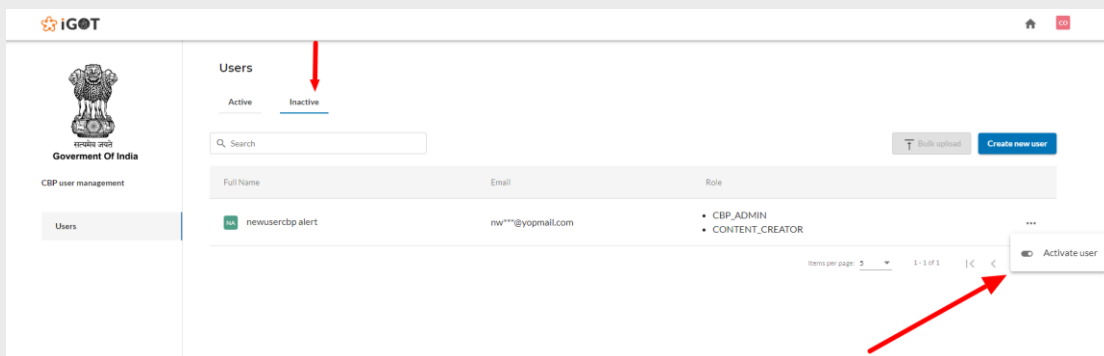 iGOT
CO
Users
Active Inactive
Search
Bulk upload
Create new user
सत्यमेव जयते
Goverment Of India
CBP user management
Users
Full Name Email Role
NA newusercbp alert nw***@yopmail.com
• CBP_ADMIN
• CONTENT_CREATOR
...
Activate user
Items per page: 5 1 - 1 of 1